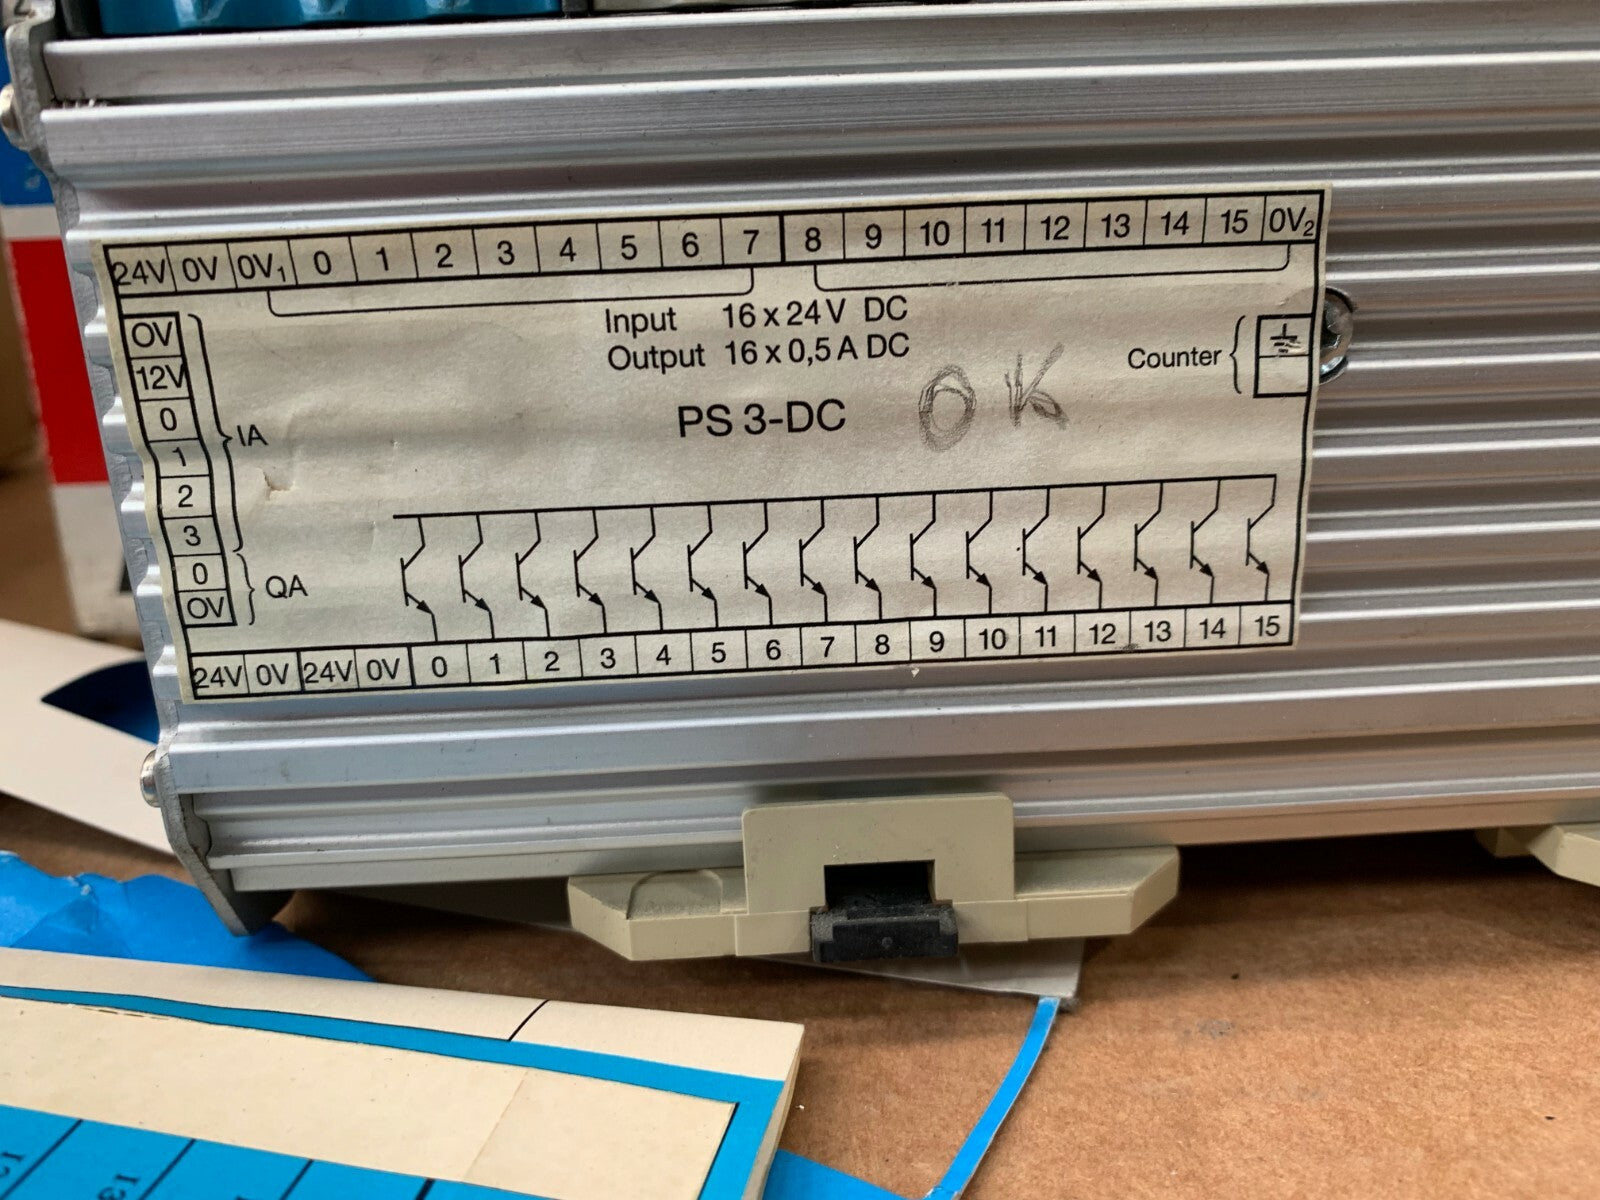 24V 0V 0V1 0 1 2 3 4 5 6 7 8 9 10 11 12 13 14 15 0V2
0V
12V
0
1
2
3
IA
0
0V
QA
Input 16 x 24 V DC
Output 16 x 0,5 A DC
PS 3-DC
OK
Counter
24V 0V 24V 0V 0 1 2 3 4 5 6 7 8 9 10 11 12 13 14 15